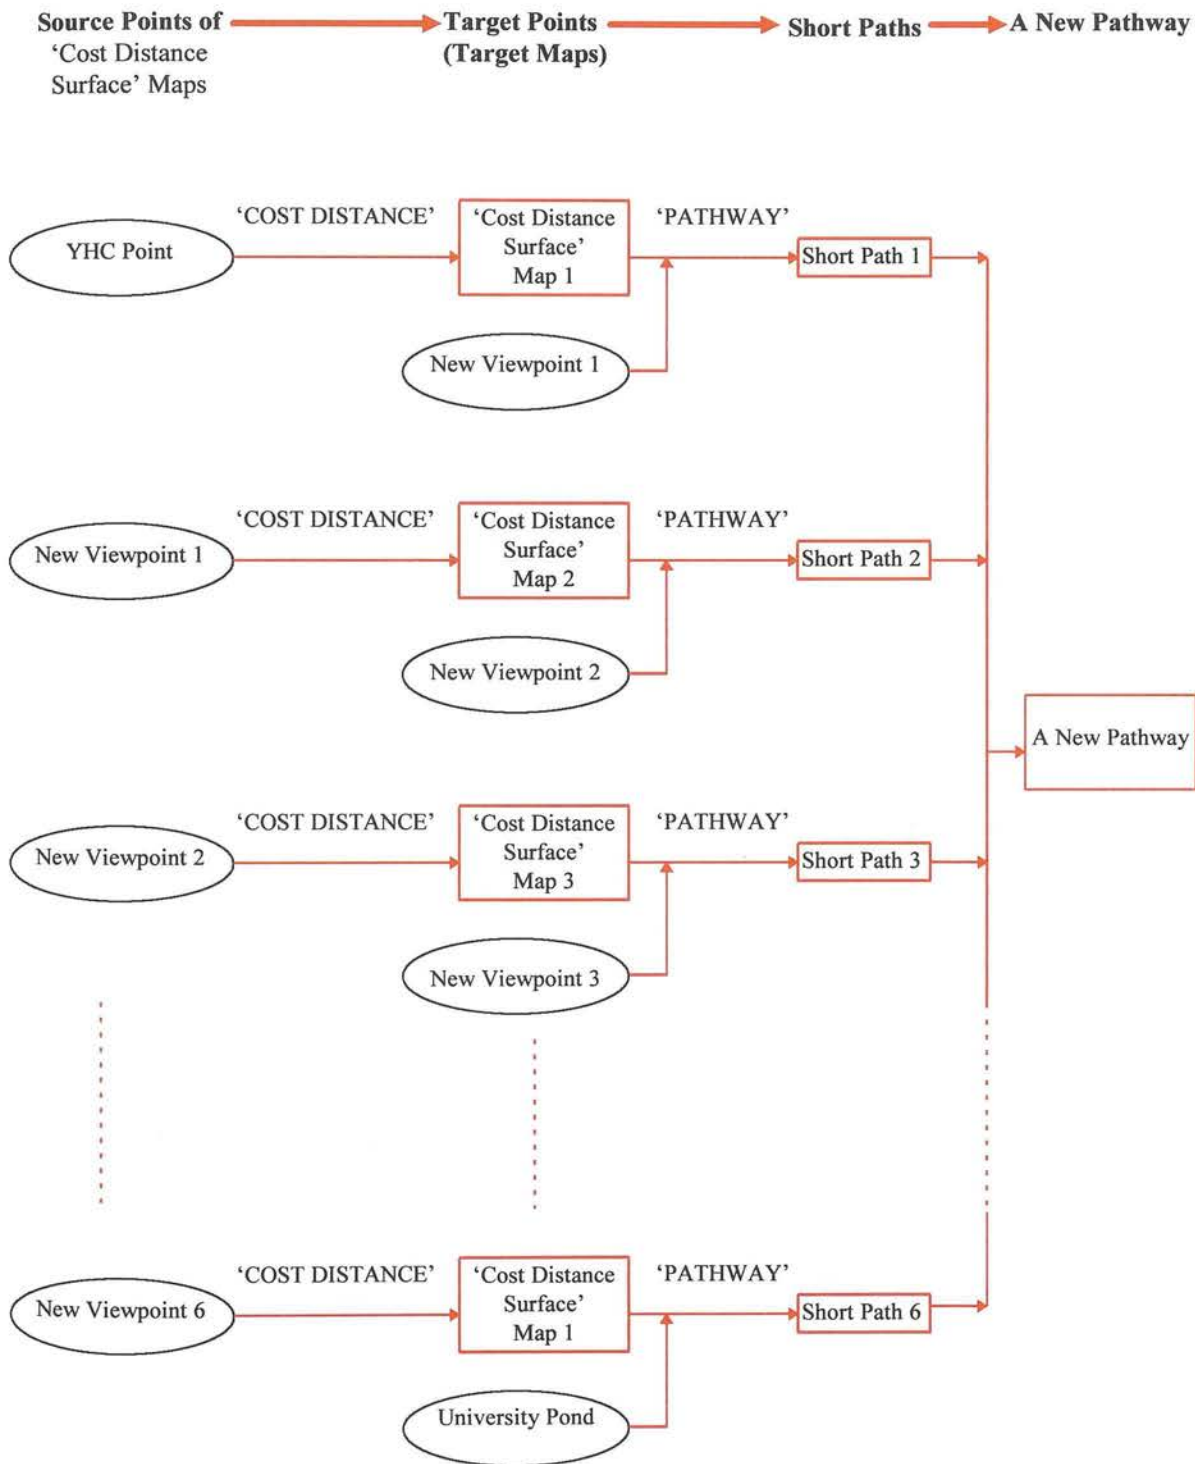 Source Points of
‘Cost Distance
Surface’ Maps
Target Points
(Target Maps)
Short Paths
A New Pathway
YHC Point
‘COST DISTANCE’
‘Cost Distance
Surface’
Map 1
‘PATHWAY’
Short Path 1
New Viewpoint 1
New Viewpoint 1
‘COST DISTANCE’
‘Cost Distance
Surface’
Map 2
‘PATHWAY’
Short Path 2
New Viewpoint 2
A New Pathway
New Viewpoint 2
‘COST DISTANCE’
‘Cost Distance
Surface’
Map 3
‘PATHWAY’
Short Path 3
New Viewpoint 3
New Viewpoint 6
‘COST DISTANCE’
‘Cost Distance
Surface’
Map 1
‘PATHWAY’
Short Path 6
University Pond